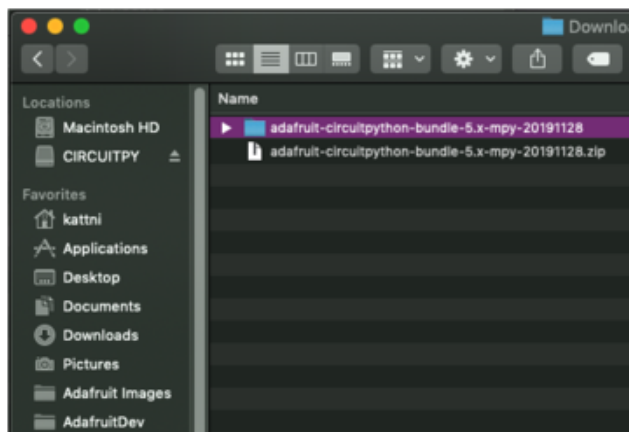 Downloa
Locations
Macintosh HD
CIRCUITPY
Favorites
kattni
Applications
Desktop
Documents
Downloads
Pictures
Adafruit Images
AdafruitDev
Name
adafruit-circuitpython-bundle-5.x-mpy-20191128
adafruit-circuitpython-bundle-5.x-mpy-20191128.zip